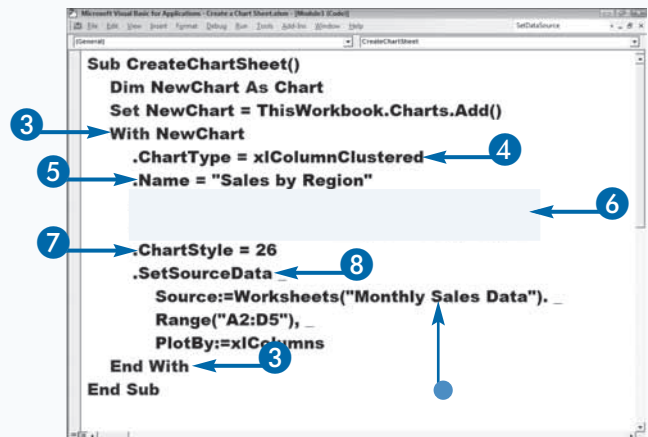 Microsoft Visual Basic for Applications - Create a Chart Sheet.xlsm - [Module1 (Code)]
File Edit View Insert Format Debug Run Tools Add-Ins Window Help SetDataSource
(General) CreateChartSheet
Sub CreateChartSheet()
Dim NewChart As Chart
Set NewChart = ThisWorkbook.Charts.Add()
3 With NewChart
.ChartType = xlColumnClustered 4
5 .Name = "Sales by Region"
6
7 .ChartStyle = 26
.SetSourceData _ 8
Source:=Worksheets("Monthly Sales Data"). _
Range("A2:D5"), _
PlotBy:=xlColumns
End With 3
End Sub